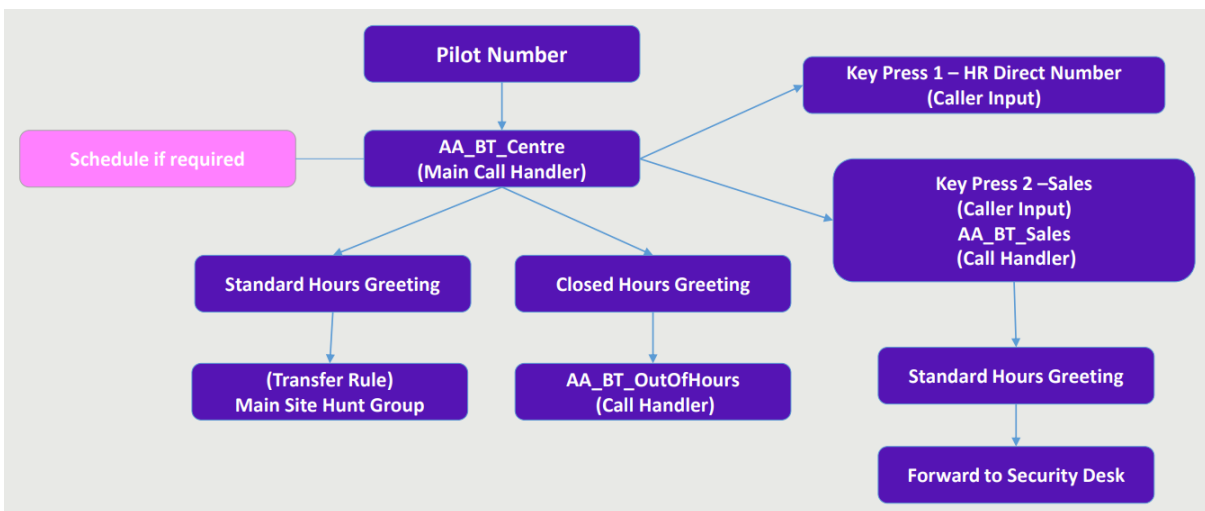 Pilot Number
Key Press 1 – HR Direct Number
(Caller Input)
Schedule if required
AA_BT_Centre
(Main Call Handler)
Key Press 2 –Sales
(Caller Input)
AA_BT_Sales
(Call Handler)
Standard Hours Greeting
Closed Hours Greeting
(Transfer Rule)
Main Site Hunt Group
AA_BT_OutOfHours
(Call Handler)
Standard Hours Greeting
Forward to Security Desk